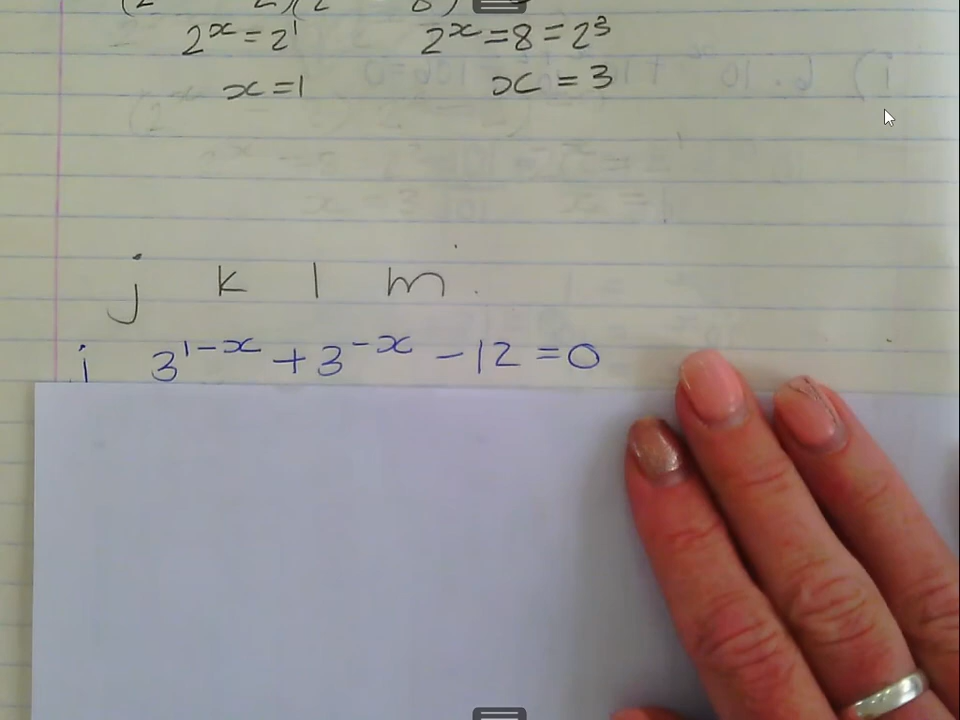 2^x = 2^1 2^x = 8 = 2^3
x = 1 x = 3
j k l m.
j 3^{1-x} + 3^{-x} - 12 = 0